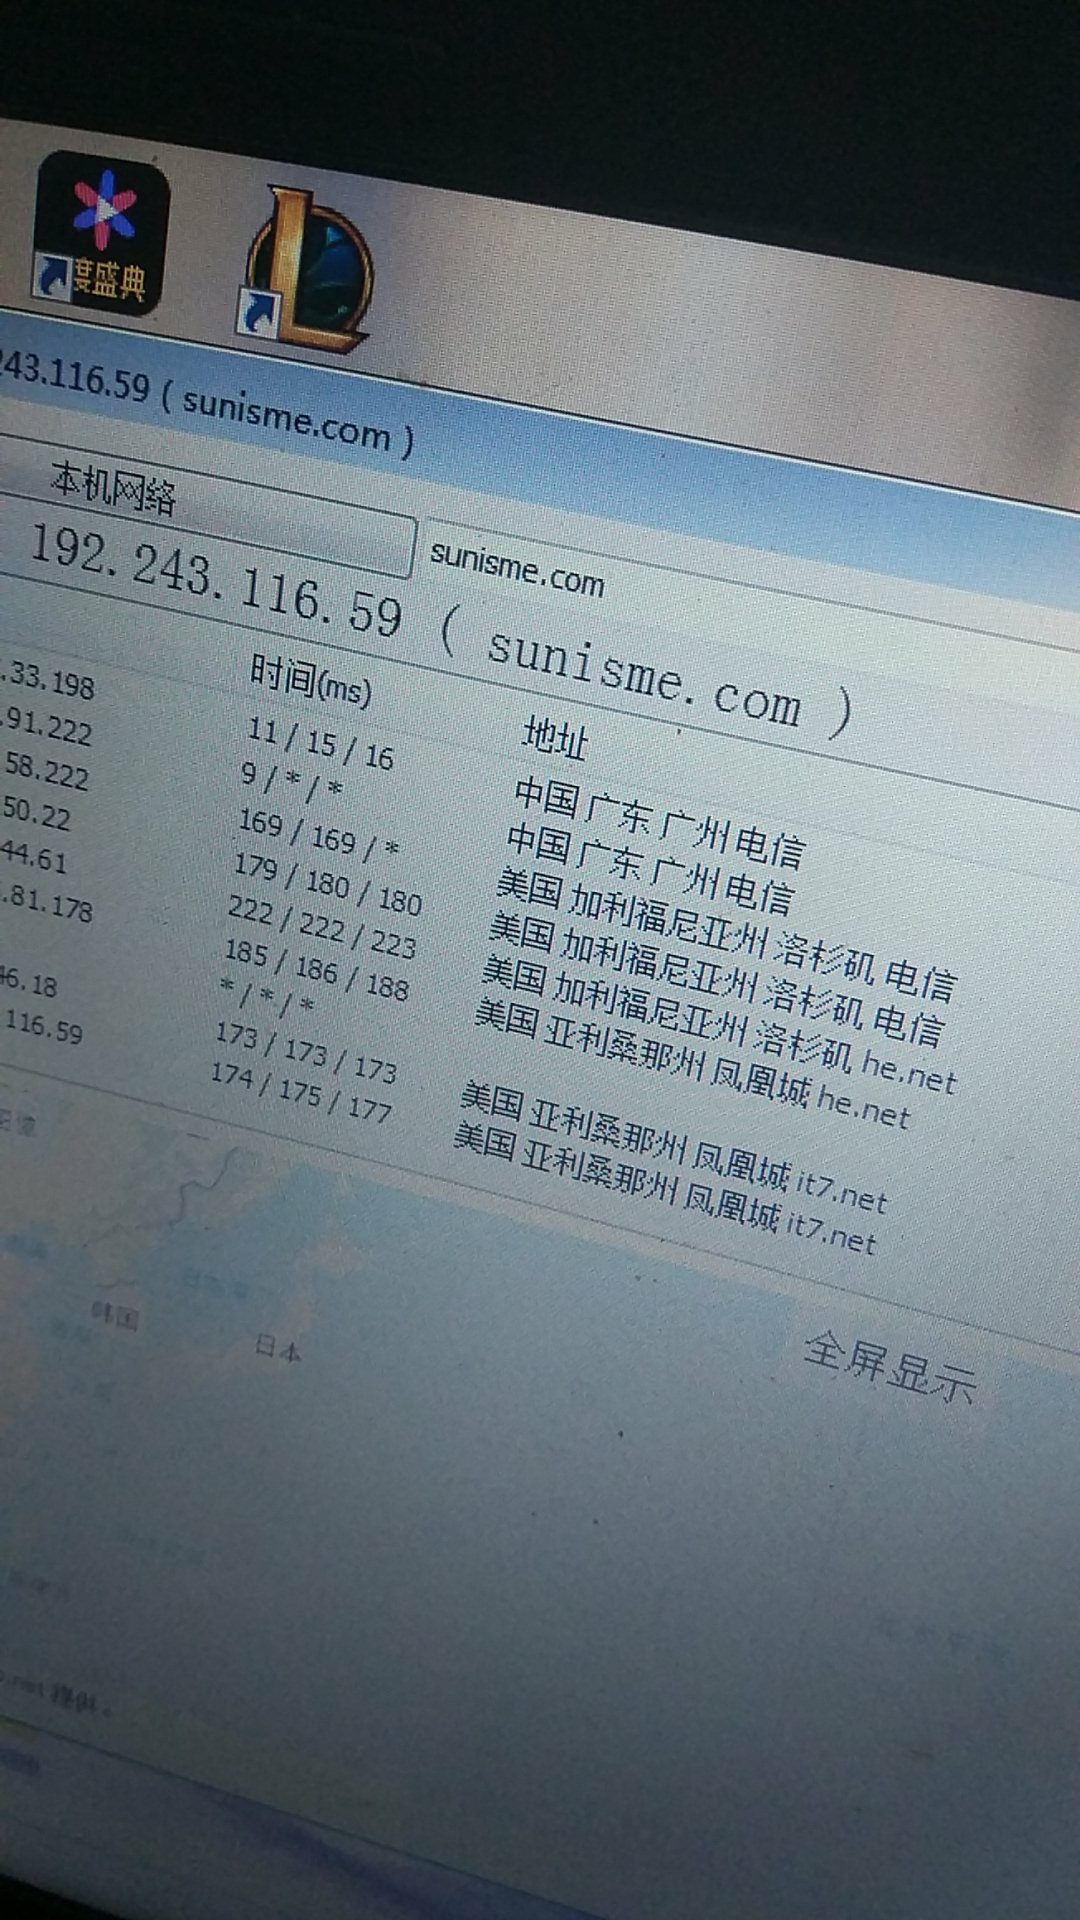 度盛典
243.116.59 ( sunisme.com )
本机网络
sunisme.com
192.243.116.59 ( sunisme.com )
时间(ms)
地址
.33.198 11 / 15 / 16 中国 广东 广州 电信
.91.222 9 / * / * 中国 广东 广州 电信
58.222 169 / 169 / * 美国 加利福尼亚州 洛杉矶 电信
50.22 179 / 180 / 180 美国 加利福尼亚州 洛杉矶 电信
44.61 222 / 222 / 223 美国 加利福尼亚州 洛杉矶 he.net
.81.178 185 / 186 / 188 美国 亚利桑那州 凤凰城 he.net
* / * / *
46.18 173 / 173 / 173 美国 亚利桑那州 凤凰城 it7.net
116.59 174 / 175 / 177 美国 亚利桑那州 凤凰城 it7.net
韩国
日本
全屏显示